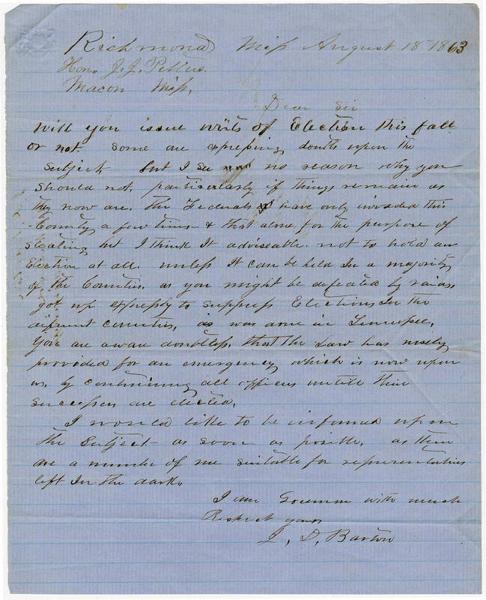 Richmond Miss August 18 1863
Hon. J. J. Pettus
Macon Miss.
Dear Sir
Will you issue writs of Election this fall
or not some are expressing doubts upon the
subject but I see no reason why you
should not, particularly if things remain as
they now are. The Federals have only invaded this
County a few times & that alone for the purpose of
stealing but I think It adviseable not to hold an
Election at all unless It can be held In a majority
of the Counties, as you might be defeated by raids
got up expressly to suppress Elections In the
different counties, as was done in Tennessee.
You are aware doubtless that the Law has wisely
provided for an emergency which is now upon
us by continuing all officers untill their
successors are elected.
I would like to be informed upon
the Subject as soon as possible, as there
are a number of men suitable for representatives
left In the dark.
I am Governor with much
Respect yours
D. Barton